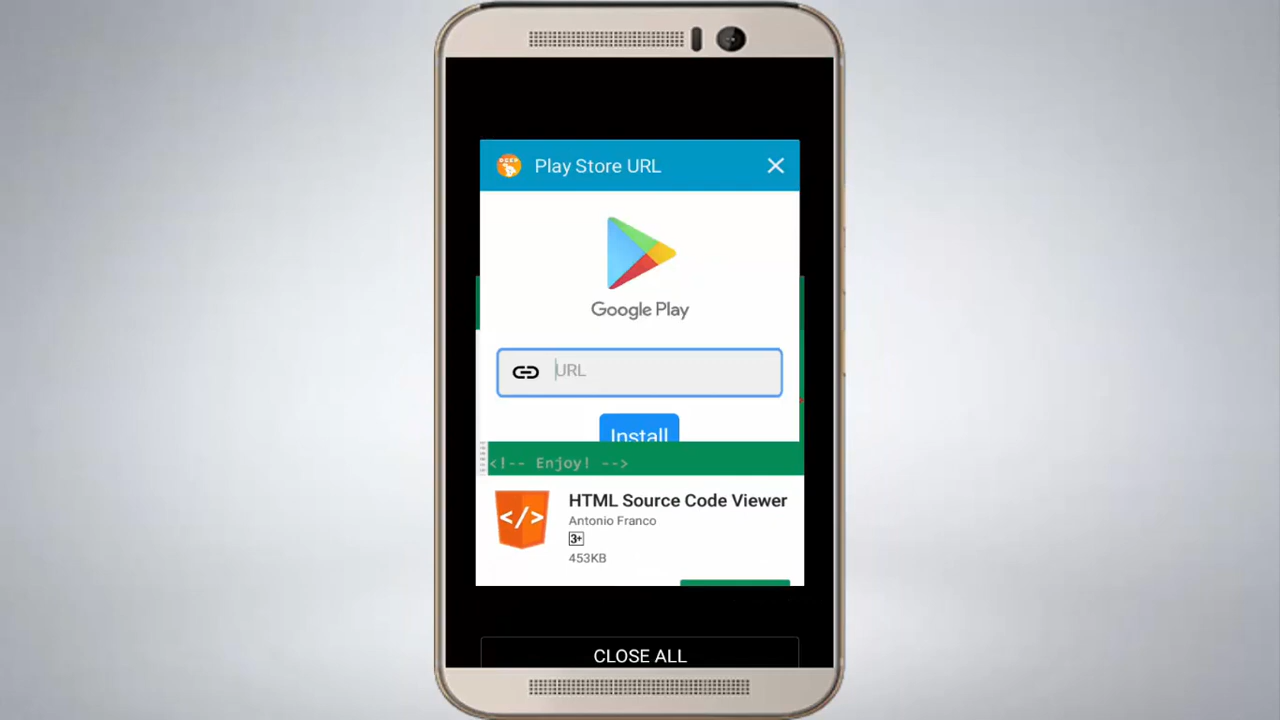 Play Store URL
Google Play
URL
Install
<!-- Enjoy! -->
HTML Source Code Viewer
Antonio Franco
3+
453KB
CLOSE ALL